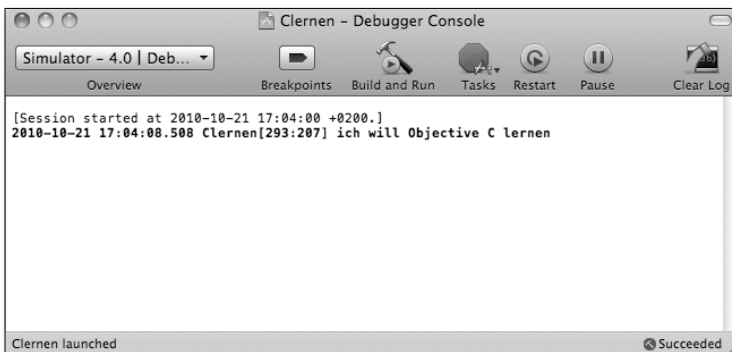 Clernen – Debugger Console
Simulator – 4.0 | Deb...
Overview
Breakpoints
Build and Run
Tasks
Restart
Pause
Clear Log
[Session started at 2010-10-21 17:04:00 +0200.]
2010-10-21 17:04:08.508 Clernen[293:207] ich will Objective C lernen
Clernen launched
Succeeded